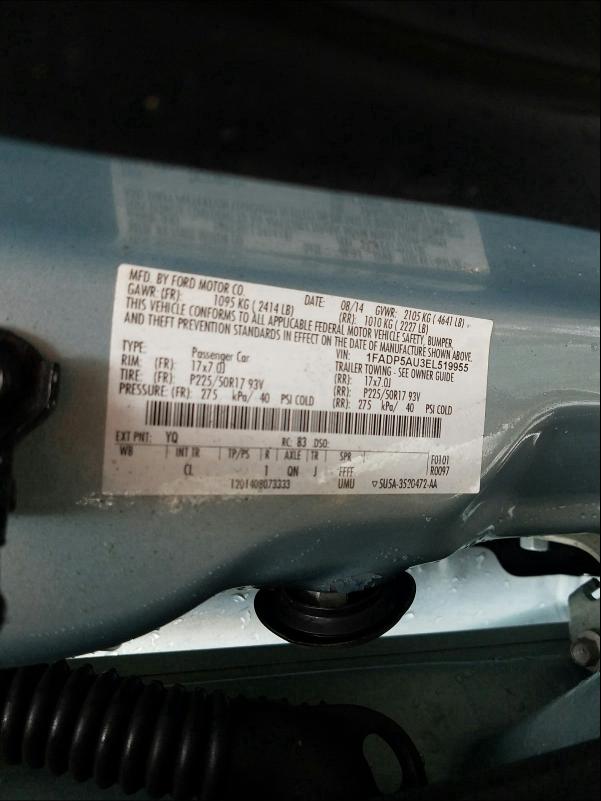 MFD. BY FORD MOTOR CO.
DATE: 08/14 GVWR: 2105 KG ( 4641 LB)
GAWR: (FR): 1095 KG ( 2414 LB) (RR): 1010 KG ( 2227 LB)
THIS VEHICLE CONFORMS TO ALL APPLICABLE FEDERAL MOTOR VEHICLE SAFETY, BUMPER,
AND THEFT PREVENTION STANDARDS IN EFFECT ON THE DATE OF MANUFACTURE SHOWN ABOVE.
VIN: 1FADP5AU3EL519955
TYPE: Passenger Car TRAILER TOWING - SEE OWNER GUIDE
RIM: (FR): 17x7.0J (RR): 17x7.0J
TIRE: (FR): P225/50R17 93V (RR): P225/50R17 93V
PRESSURE: (FR): 275 kPa/ 40 PSI COLD (RR): 275 kPa/ 40 PSI COLD
EXT PNT: YQ RC: 83 DSO:
WB INT TR TP/PS R AXLE TR SPR F0101
CL 1 QN J FFFF R0097
1201408073333 UMU ▽5U5A-3520472-AA